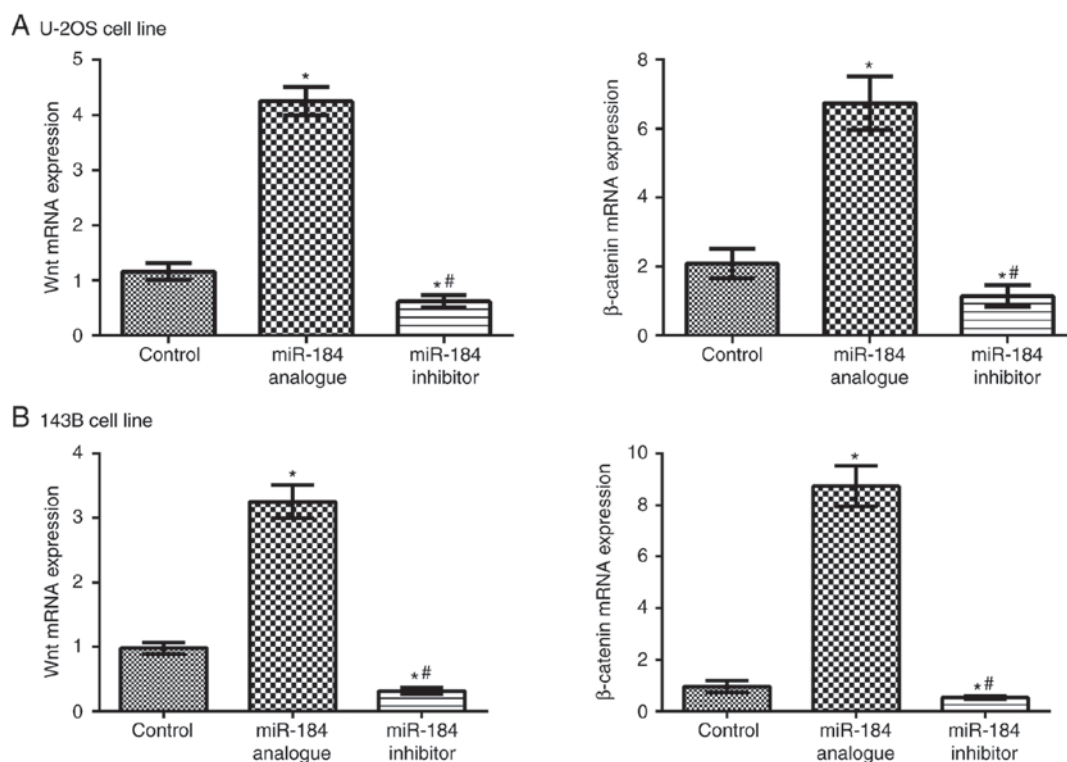 A U-2OS cell line
Wnt mRNA expression
5
4
3
2
1
0
*
* #
Control
miR-184 analogue
miR-184 inhibitor
β-catenin mRNA expression
8
6
4
2
0
*
* #
Control
miR-184 analogue
miR-184 inhibitor
B 143B cell line
Wnt mRNA expression
4
3
2
1
0
*
* #
Control
miR-184 analogue
miR-184 inhibitor
β-catenin mRNA expression
10
8
6
4
2
0
*
* #
Control
miR-184 analogue
miR-184 inhibitor